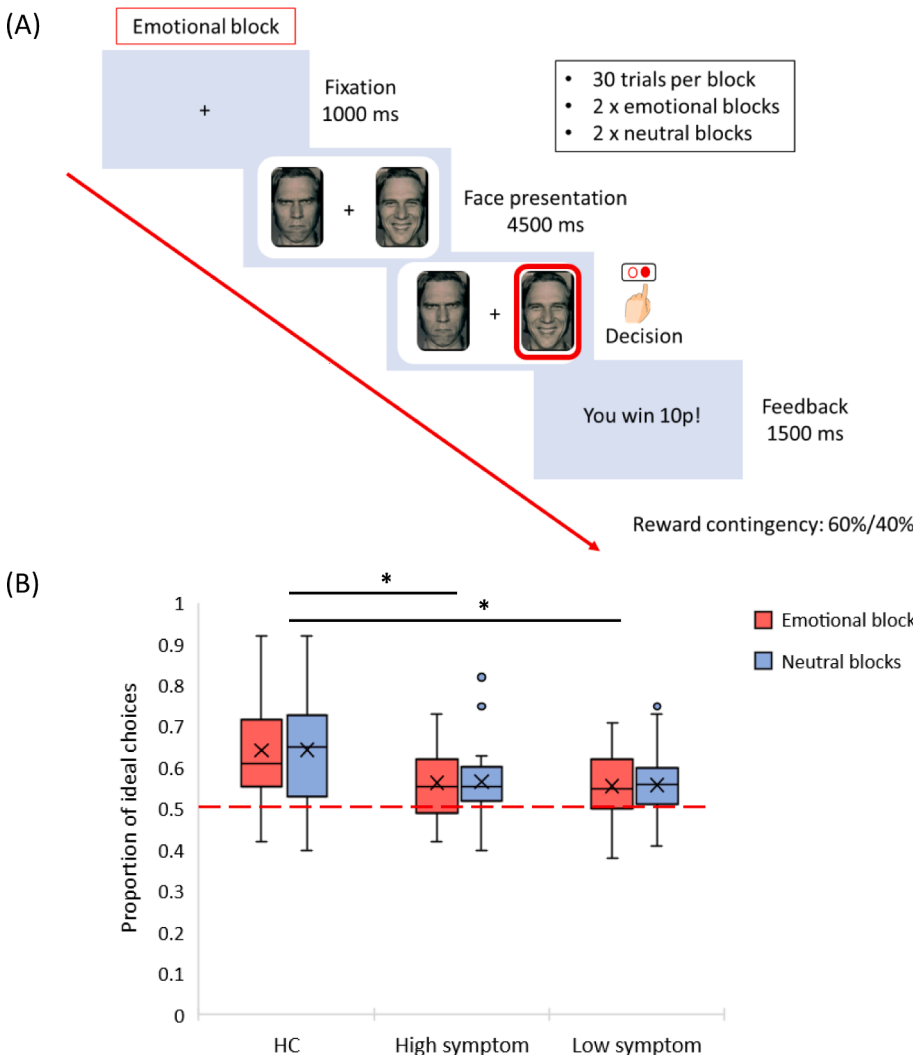 (A)
Emotional block
+
Fixation
1000 ms
• 30 trials per block
• 2 x emotional blocks
• 2 x neutral blocks
+
Face presentation
4500 ms
+
Decision
You win 10p!
Feedback
1500 ms
Reward contingency: 60%/40%
(B)
*
*
Proportion of ideal choices
1
0.9
0.8
0.7
0.6
0.5
0.4
0.3
0.2
0.1
0
Emotional block
Neutral blocks
HC
High symptom
Low symptom